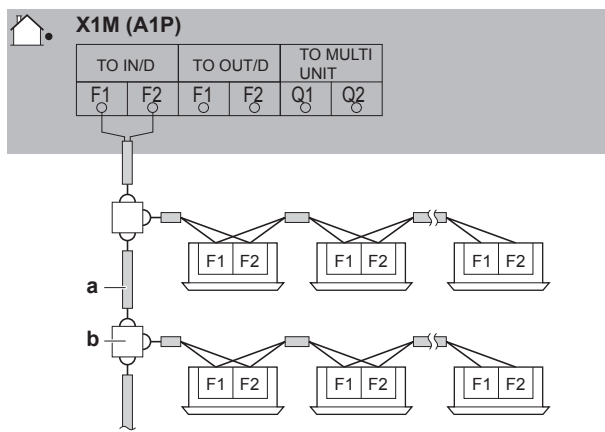 X1M (A1P)
TO IN/D TO OUT/D TO MULTI UNIT
F1 F2 F1 F2 Q1 Q2
F1 F2 F1 F2 F1 F2
a
b
F1 F2 F1 F2 F1 F2